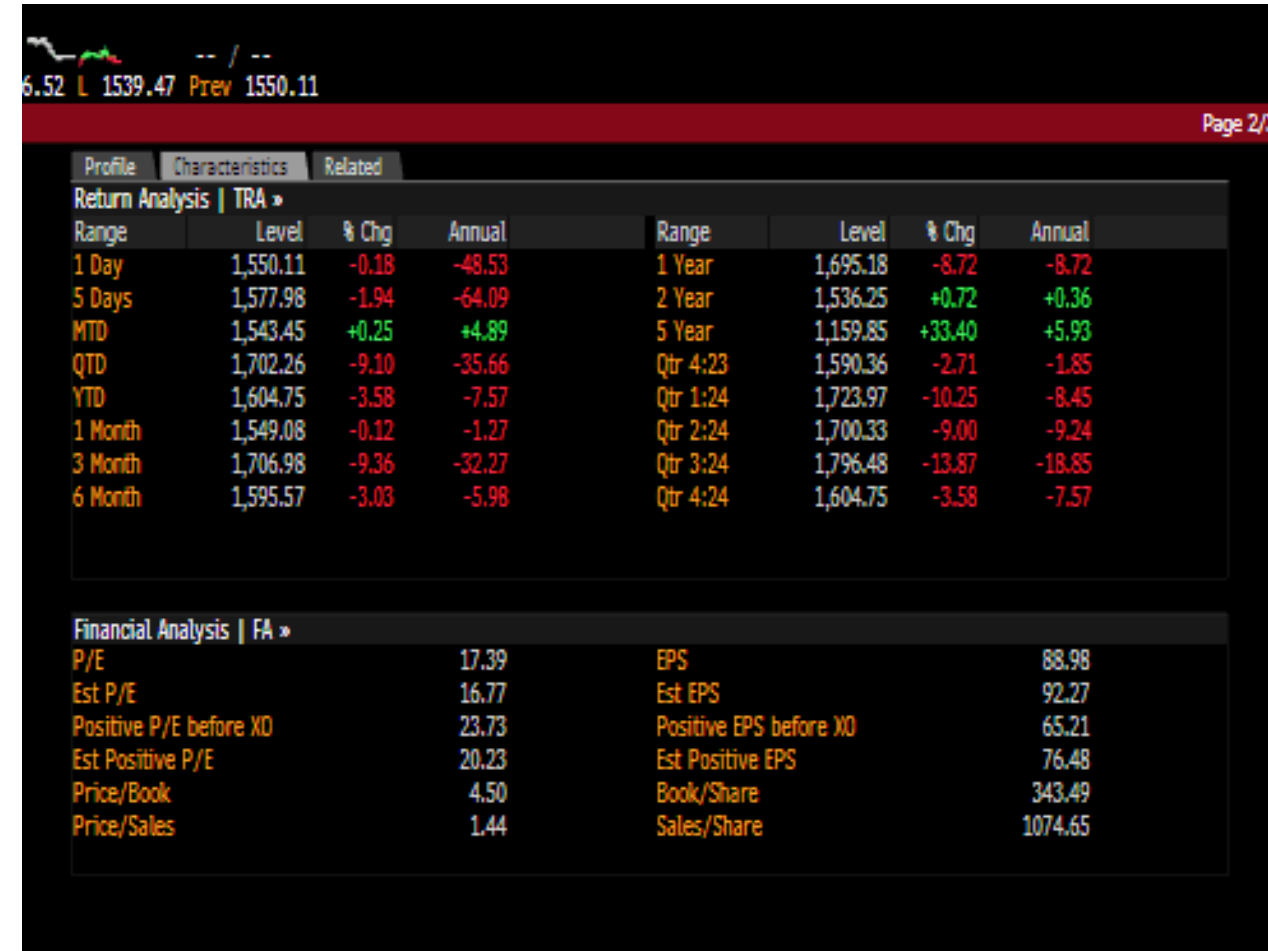 -- / --
6.52 L 1539.47 Prev 1550.11
Page 2/
Profile Characteristics Related
Return Analysis | TRA »
Range Level % Chg Annual Range Level % Chg Annual
1 Day 1,550.11 -0.18 -48.53 1 Year 1,695.18 -8.72 -8.72
5 Days 1,577.98 -1.94 -64.09 2 Year 1,536.25 +0.72 +0.36
MTD 1,543.45 +0.25 +4.89 5 Year 1,159.85 +33.40 +5.93
QTD 1,702.26 -9.10 -35.66 Qtr 4:23 1,590.36 -2.71 -1.85
YTD 1,604.75 -3.58 -7.57 Qtr 1:24 1,723.97 -10.25 -8.45
1 Month 1,549.08 -0.12 -1.27 Qtr 2:24 1,700.33 -9.00 -9.24
3 Month 1,706.98 -9.36 -32.27 Qtr 3:24 1,796.48 -13.87 -18.85
6 Month 1,595.57 -3.03 -5.98 Qtr 4:24 1,604.75 -3.58 -7.57
Financial Analysis | FA »
P/E 17.39 EPS 88.98
Est P/E 16.77 Est EPS 92.27
Positive P/E before XO 23.73 Positive EPS before XO 65.21
Est Positive P/E 20.23 Est Positive EPS 76.48
Price/Book 4.50 Book/Share 343.49
Price/Sales 1.44 Sales/Share 1074.65